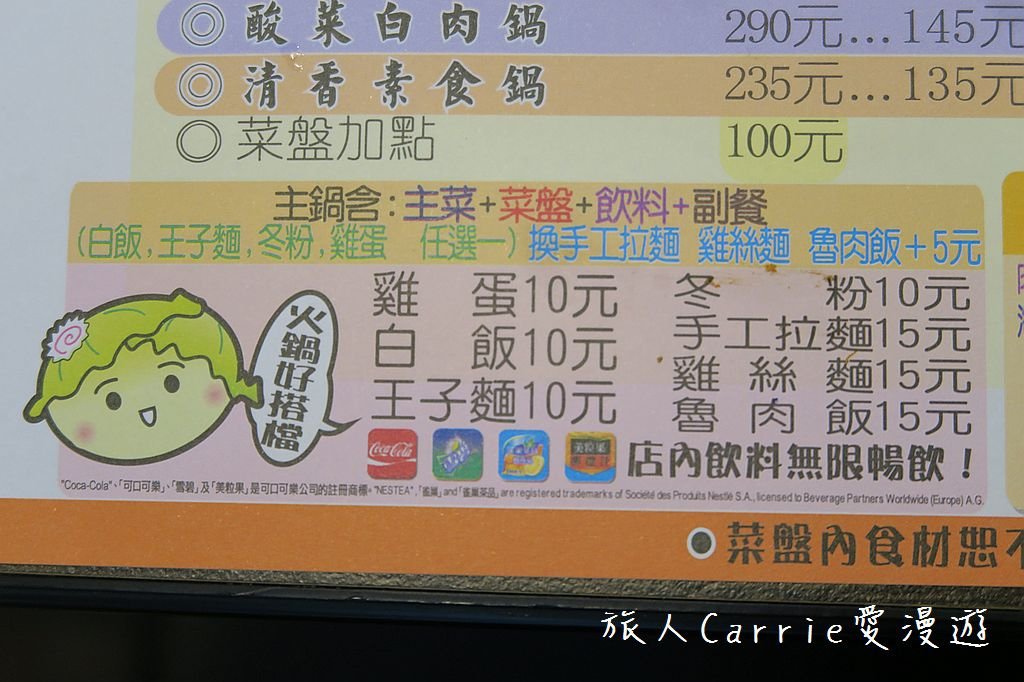 ◎ 酸菜白肉鍋 290元...145元
◎ 清香素食鍋 235元...135元
◎ 菜盤加點 100元
主鍋含:主菜+菜盤+飲料+副餐
(白飯,王子麵,冬粉,雞蛋 任選一)換手工拉麵 雞絲麵 魯肉飯+5元
雞蛋10元 冬粉10元
白飯10元 手工拉麵15元
王子麵10元 雞絲麵15元
魯肉飯15元
火鍋好搭檔
Coca-Cola
店內飲料無限暢飲!
"Coca-Cola"、「可口可樂」、「雪碧」及「美粒果」是可口可樂公司的註冊商標。"NESTEA",「雀巢」and「雀巢茶品」are registered trademarks of Société des Produits Nestlé S.A., licensed to Beverage Partners Worldwide (Europe) A.G.
●菜盤內食材恕不
旅人Carrie愛漫遊